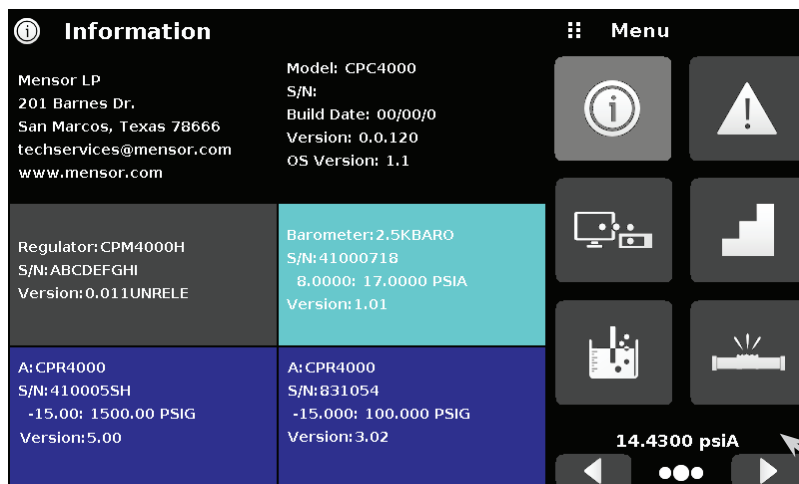 Information
Mensor LP
201 Barnes Dr.
San Marcos, Texas 78666
techservices@mensor.com
www.mensor.com
Model: CPC4000
S/N:
Build Date: 00/00/0
Version: 0.0.120
OS Version: 1.1
Regulator:CPM4000H
S/N:ABCDEFGHI
Version:0.011UNRELE
Barometer:2.5KBARO
S/N:41000718
8.0000: 17.0000 PSIA
Version:1.01
A:CPR4000
S/N:410005SH
-15.00: 1500.00 PSIG
Version:5.00
A:CPR4000
S/N:831054
-15.000: 100.000 PSIG
Version:3.02
Menu
14.4300 psiA